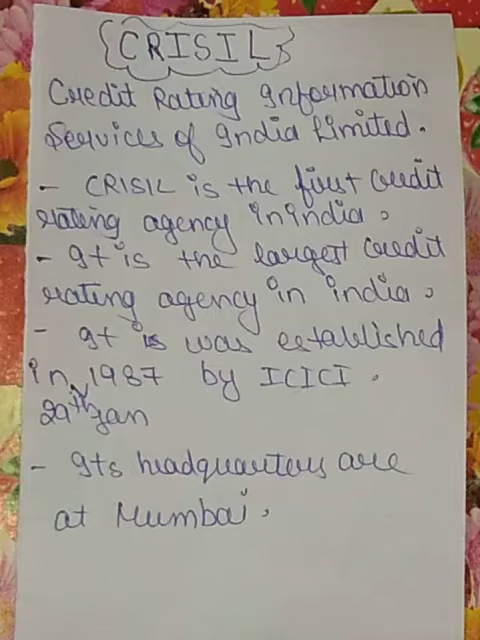 CRISIL
Credit Rating Information
Services of India Limited.
- CRISIL is the first credit
rating agency in india.
- It is the largest credit
rating agency in india.
- It is was established
in 1987 by ICICI.
29th Jan
- Its headquarters are
at Mumbai.